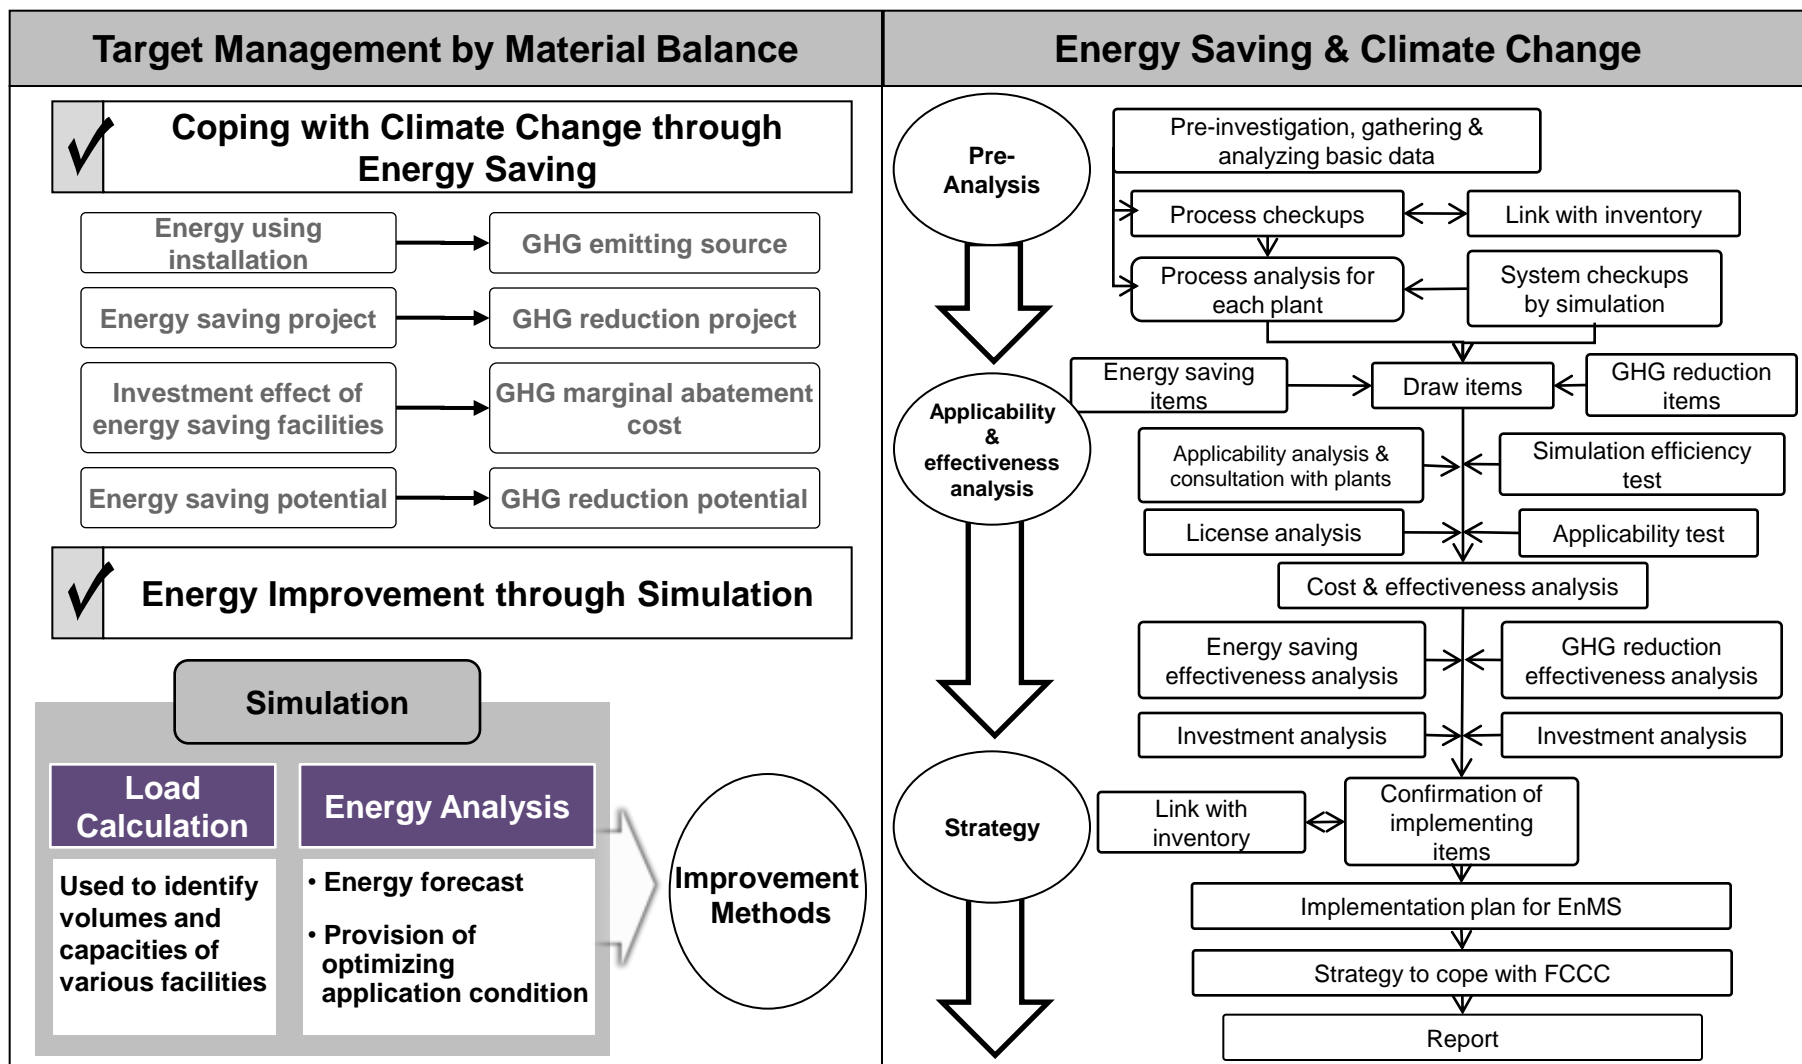 Target Management by Material Balance
Coping with Climate Change through
Energy Saving
Energy using
installation
GHG emitting source
Energy saving project
GHG reduction project
Investment effect of
energy saving facilities
GHG marginal abatement
cost
Energy saving potential
GHG reduction potential
Energy Improvement through Simulation
Simulation
Load
Calculation
Used to identify
volumes and
capacities of
various facilities
Energy Analysis
• Energy forecast
• Provision of
optimizing
application condition
Improvement
Methods
Energy Saving & Climate Change
Pre-
Analysis
Pre-investigation, gathering &
analyzing basic data
Process checkups
Link with inventory
Process analysis for
each plant
System checkups
by simulation
Applicability
&
effectiveness
analysis
Energy saving
items
Draw items
GHG reduction
items
Applicability analysis &
consultation with plants
Simulation efficiency
test
License analysis
Applicability test
Cost & effectiveness analysis
Energy saving
effectiveness analysis
GHG reduction
effectiveness analysis
Investment analysis
Investment analysis
Strategy
Link with
inventory
Confirmation of
implementing
items
Implementation plan for EnMS
Strategy to cope with FCCC
Report